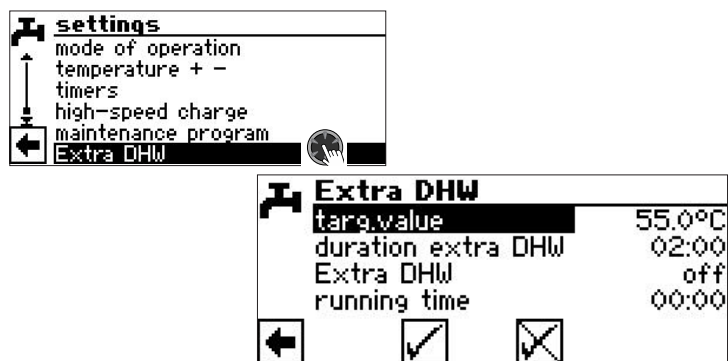 settings
mode of operation
temperature + -
timers
high-speed charge
maintenance program
Extra DHW
Extra DHW
targ.value 55.0°C
duration extra DHW 02:00
Extra DHW off
running time 00:00